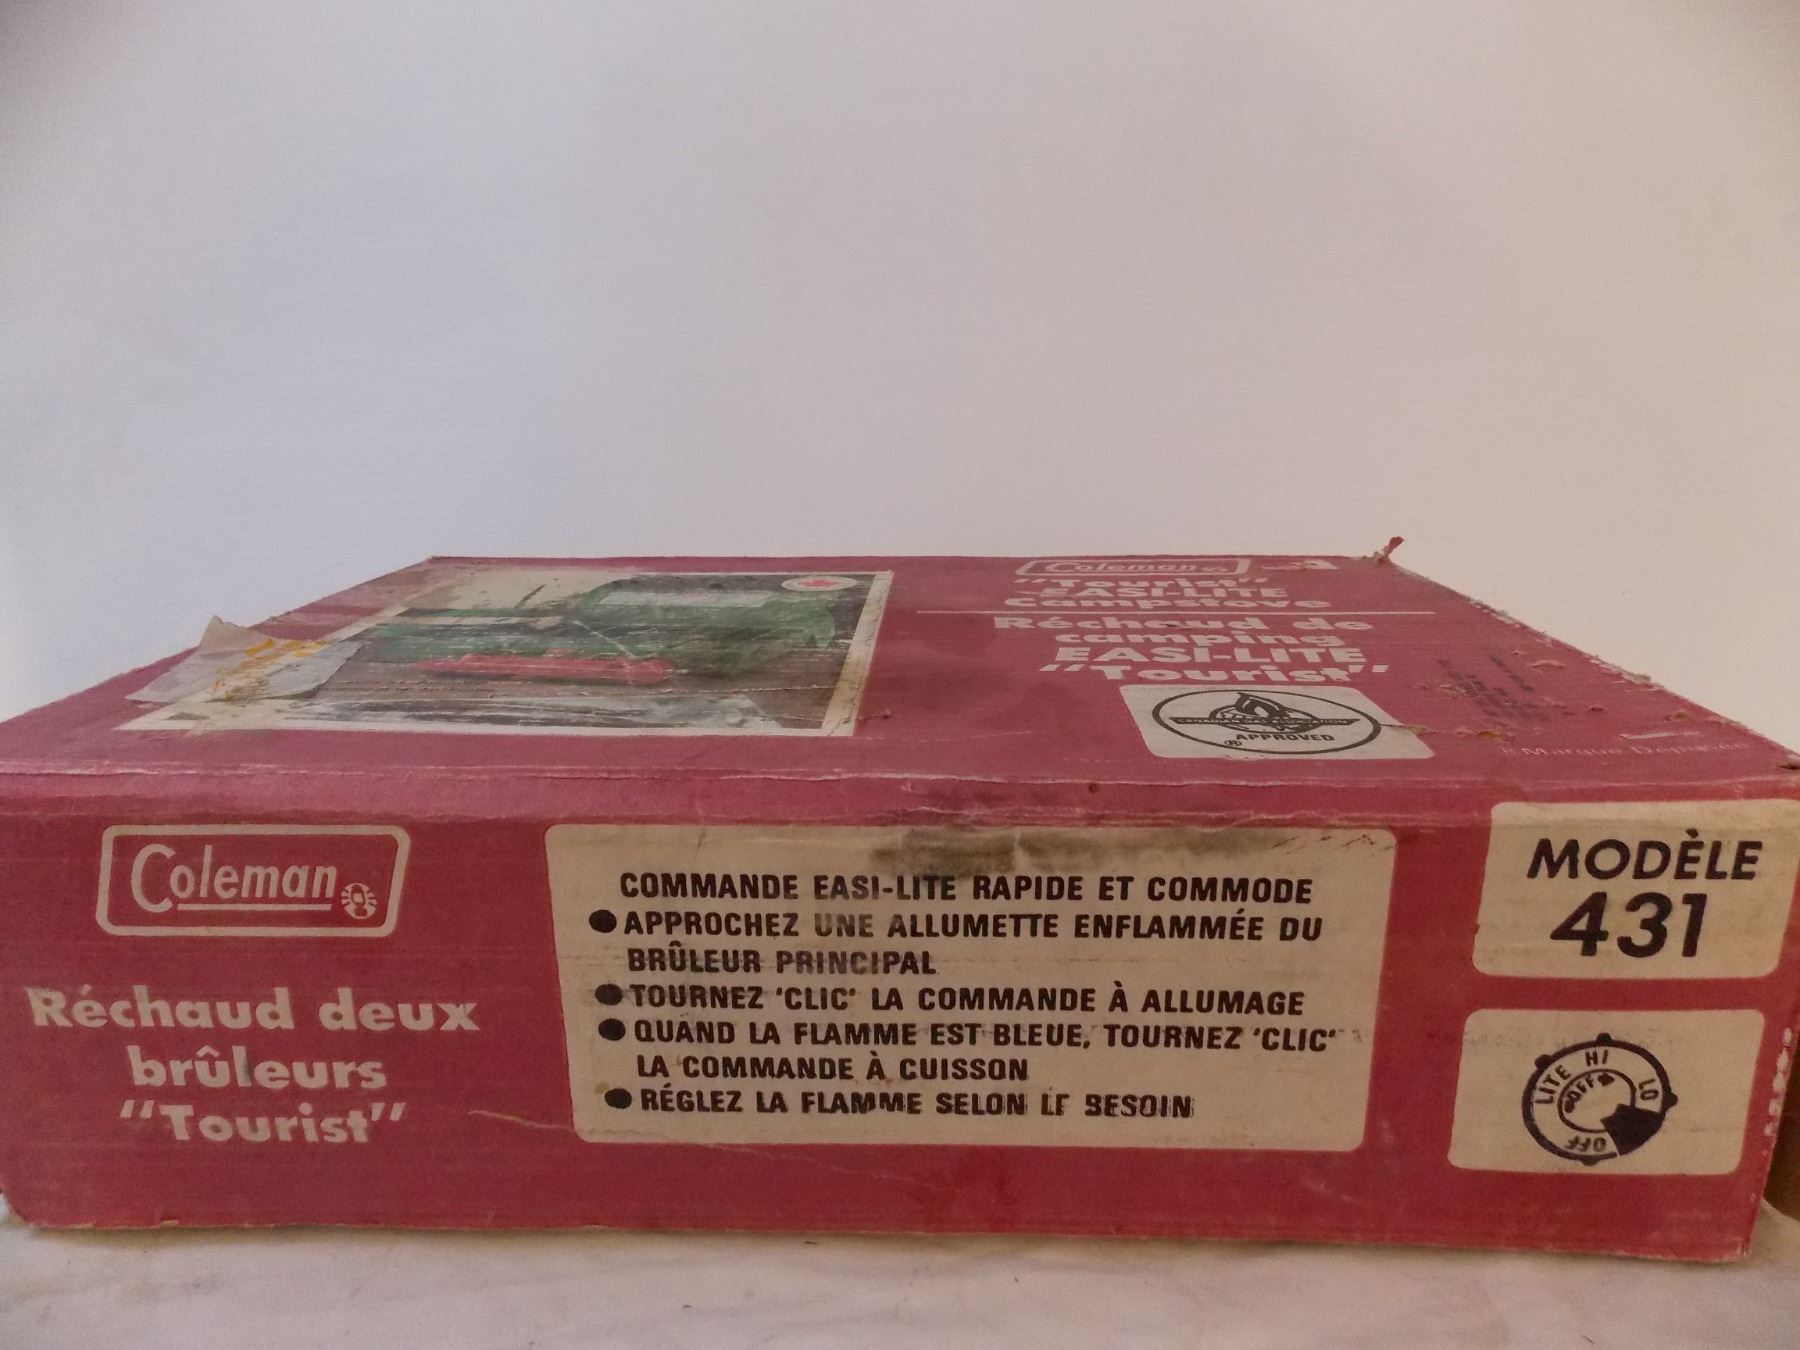 Coleman
"Tourist"
EASI-LITE
Campstove
Réchaud de
camping
EASI-LITE
"Tourist"
APPROVED
®
Marque Déposée
Coleman
Réchaud deux
brûleurs
"Tourist"
COMMANDE EASI-LITE RAPIDE ET COMMODE
● APPROCHEZ UNE ALLUMETTE ENFLAMMÉE DU
BRÛLEUR PRINCIPAL
● TOURNEZ 'CLIC' LA COMMANDE À ALLUMAGE
● QUAND LA FLAMME EST BLEUE, TOURNEZ 'CLIC'
LA COMMANDE À CUISSON
● RÉGLEZ LA FLAMME SELON LE BESOIN
MODÈLE
431
LITE HI LO
OFF
OFF